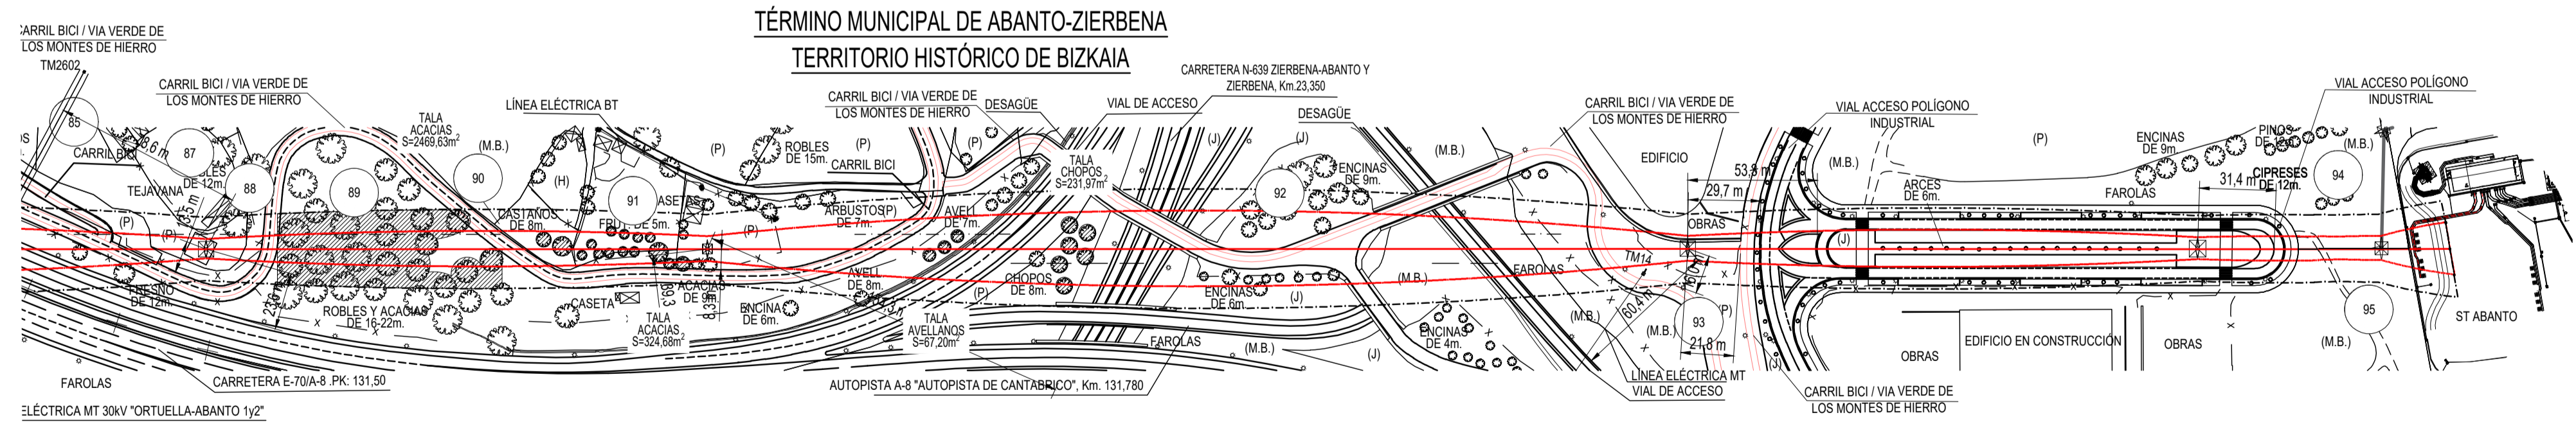 TÉRMINO MUNICIPAL DE ABANTO-ZIERBENA
TERRITORIO HISTÓRICO DE BIZKAIA
CARRIL BICI / VIA VERDE DE
LOS MONTES DE HIERRO
TM2602
CARRIL BICI / VIA VERDE DE
LOS MONTES DE HIERRO
TALA
ACACIAS
S=2469,63m²
(M.B.)
LÍNEA ELÉCTRICA BT
CARRIL BICI / VIA VERDE DE
LOS MONTES DE HIERRO
DESAGÜE
VIAL DE ACCESO
CARRETERA N-639 ZIERBENA-ABANTO Y
ZIERBENA, Km.23,350
DESAGÜE
CARRIL BICI / VIA VERDE DE
LOS MONTES DE HIERRO
VIAL ACCESO POLÍGONO
INDUSTRIAL
VIAL ACCESO POLÍGONO
INDUSTRIAL
85
87
88
89
90
91
92
93
94
95
CARRIL BICI
TEJAVANA
DE 12m.
(P)
(P)
FRESNO
DE 12m.
ROBLES Y ACACIAS
DE 16-22m.
CASTAÑOS
DE 8m.
(H)
DE 5m.
(P)
ROBLES
DE 15m.
(P)
CARRIL BICI
(P)
ARBUSTOS(P)
DE 7m.
AVELL
DE 7m.
(P)
AVELL
DE 8m.
ACACIAS
DE 9m.
ENCINA
DE 6m.
CASETA
TALA
ACACIAS
S=324,68m²
TALA
AVELLANOS
S=67,20m²
TALA
CHOPOS
S=231,97m²
CHOPOS
DE 8m.
(P)
(J)
(J)
ENCINAS
DE 9m.
ENCINAS
DE 6m
(J)
(M.B.)
(M.B.)
ENCINAS
DE 4m.
(M.B.)
(J)
FAROLAS
FAROLAS
TM14
60,4m
(M.B.)
(M.B.)
(P)
21,8 m
EDIFICIO
53,8 m
29,7 m
OBRAS
(M.B.)
(P)
(J)
(J)
ARCES
DE 6m.
FAROLAS
ENCINAS
DE 9m.
PINOS
DE 12m.
(M.B.)
CIPRESES
DE 12m.
31,4 m
OBRAS
EDIFICIO EN CONSTRUCCIÓN
OBRAS
(M.B.)
ST ABANTO
FAROLAS
CARRETERA E-70/A-8 .PK: 131,50
AUTOPISTA A-8 "AUTOPISTA DE CANTABRICO", Km. 131,780
LÍNEA ELÉCTRICA MT
VIAL DE ACCESO
CARRIL BICI / VIA VERDE DE
LOS MONTES DE HIERRO
ELÉCTRICA MT 30kV "ORTUELLA-ABANTO 1y2"